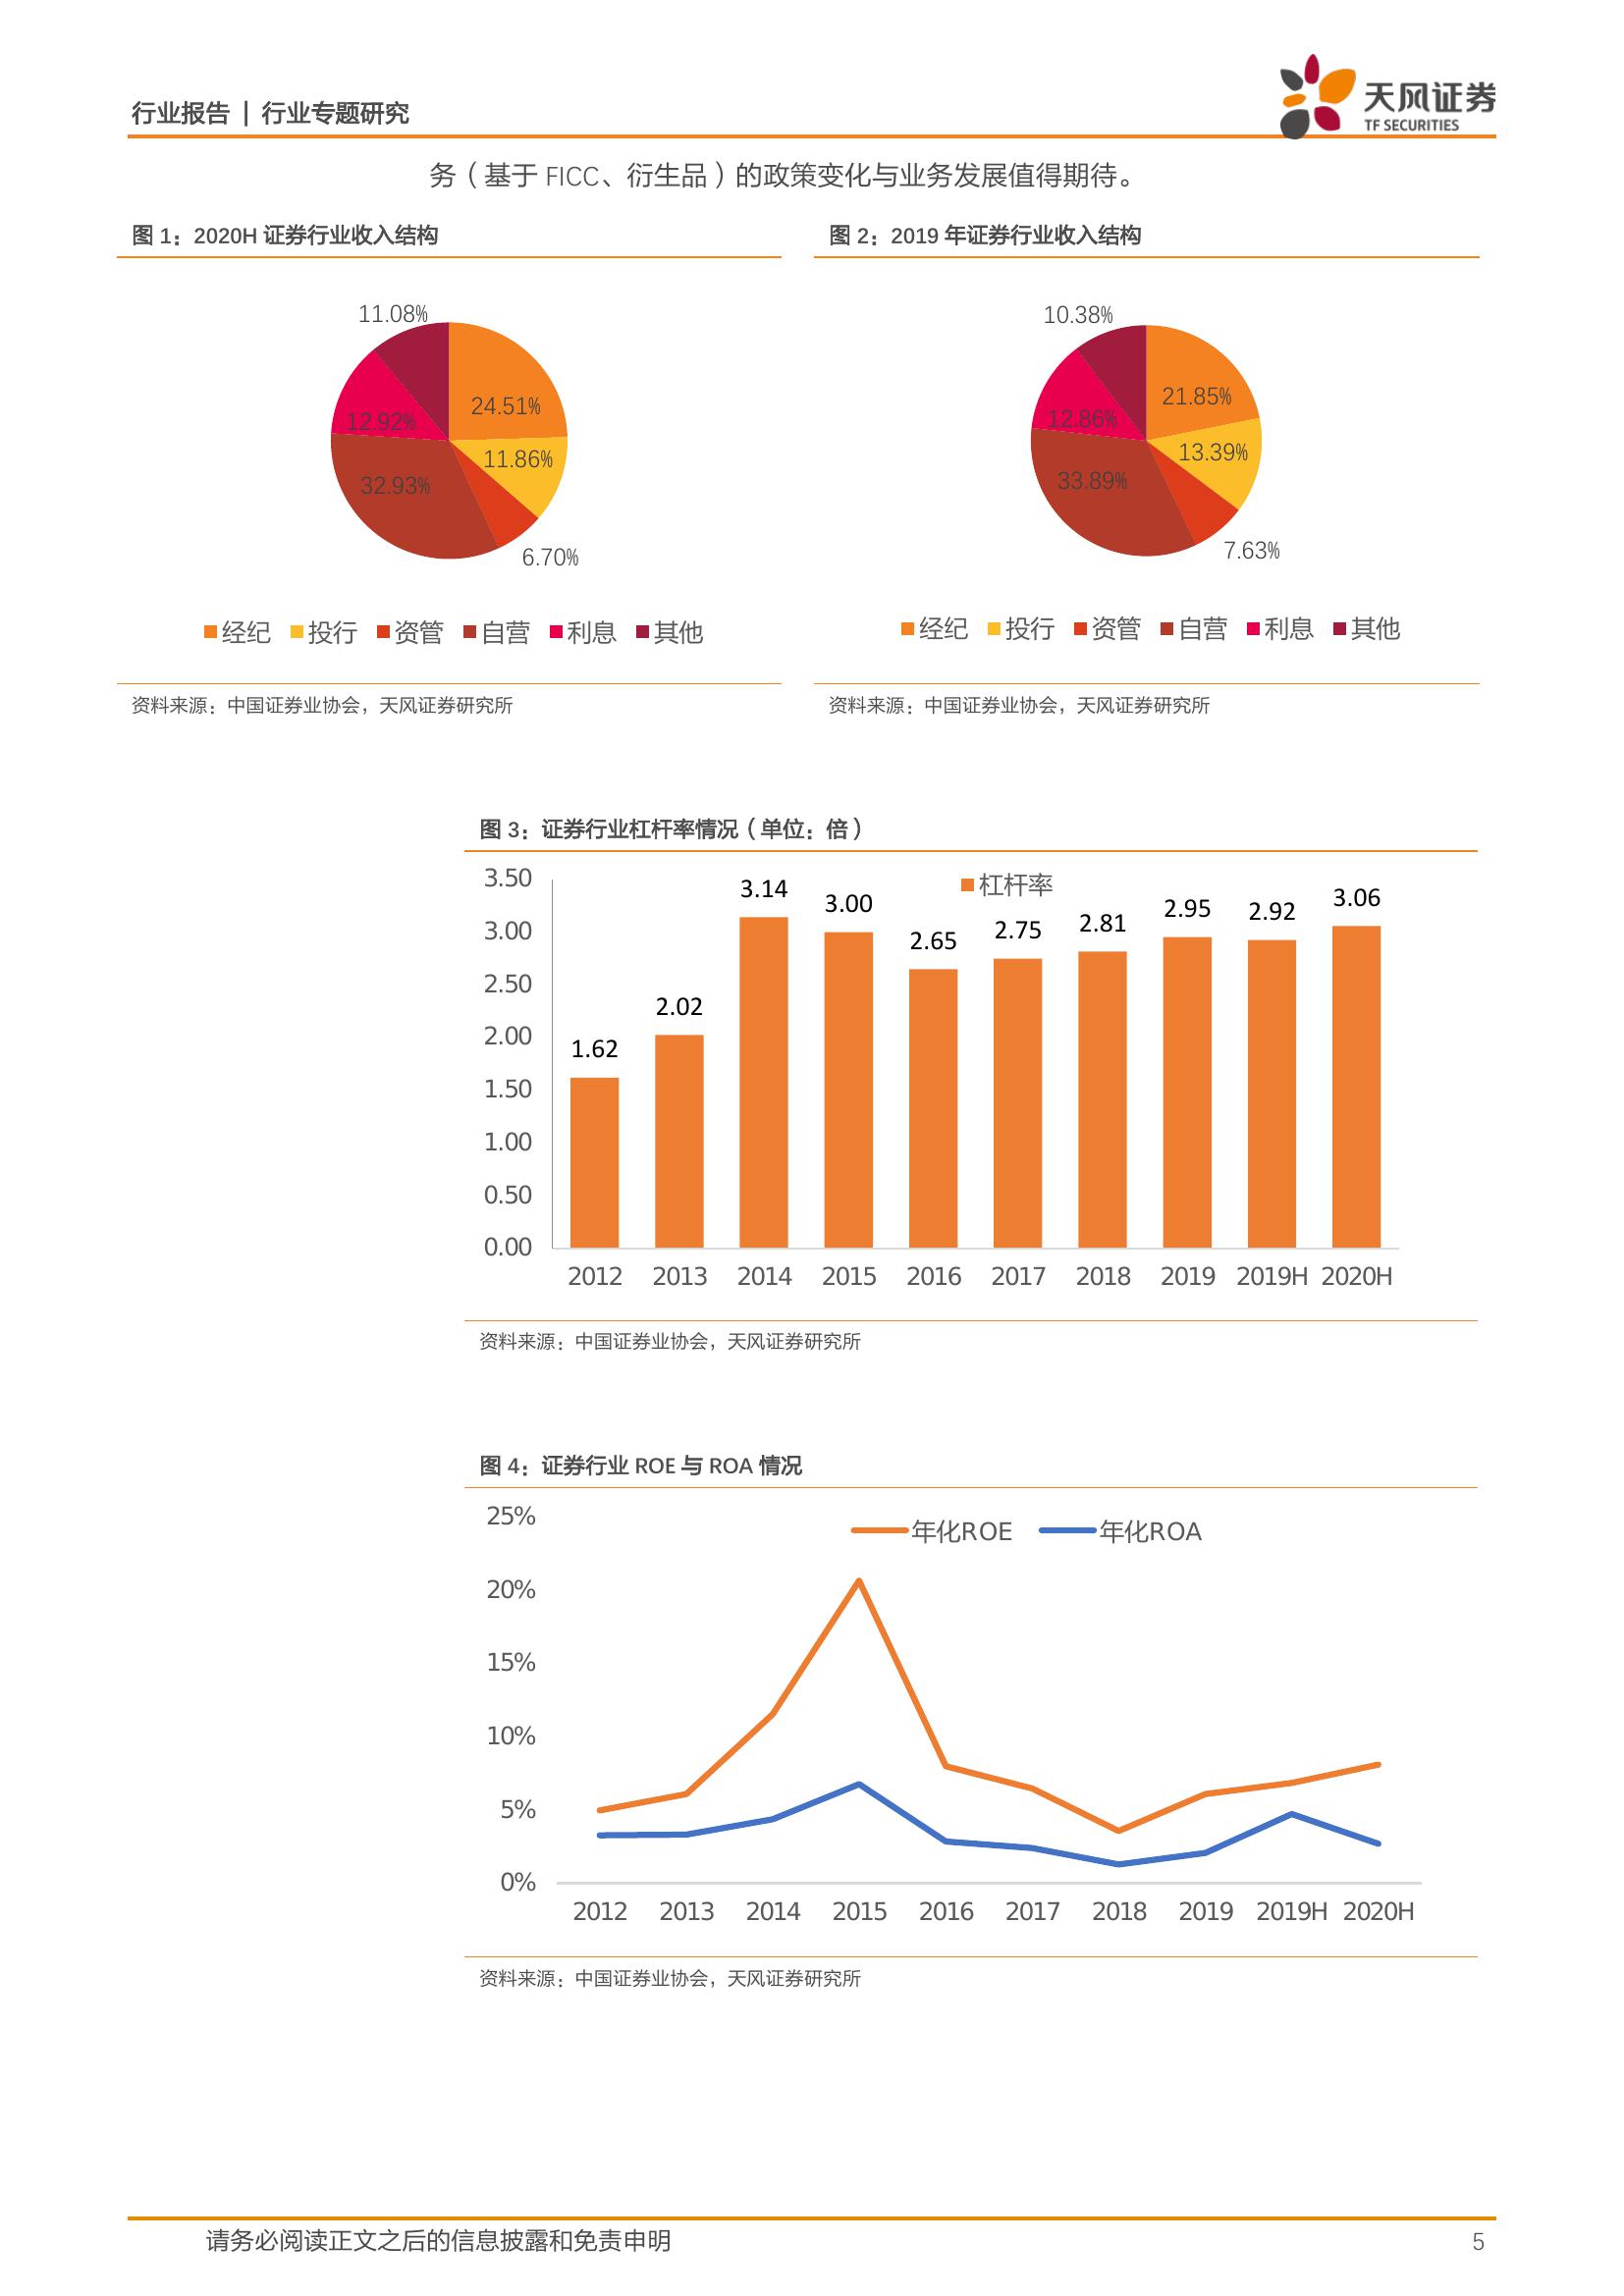 行业报告 | 行业专题研究
天风证券
TF SECURITIES
务（基于 FICC、衍生品）的政策变化与业务发展值得期待。
图 1：2020H 证券行业收入结构
11.08%
24.51%
12.92%
11.86%
32.93%
6.70%
经纪 投行 资管 自营 利息 其他
资料来源：中国证券业协会，天风证券研究所
图 2：2019 年证券行业收入结构
10.38%
21.85%
12.86%
13.39%
33.89%
7.63%
经纪 投行 资管 自营 利息 其他
资料来源：中国证券业协会，天风证券研究所
图 3：证券行业杠杆率情况（单位：倍）
杠杆率
3.50
3.00
2.50
2.00
1.50
1.00
0.50
0.00
1.62 2.02 3.14 3.00 2.65 2.75 2.81 2.95 2.92 3.06
2012 2013 2014 2015 2016 2017 2018 2019 2019H 2020H
资料来源：中国证券业协会，天风证券研究所
图 4：证券行业 ROE 与 ROA 情况
年化ROE 年化ROA
25%
20%
15%
10%
5%
0%
2012 2013 2014 2015 2016 2017 2018 2019 2019H 2020H
资料来源：中国证券业协会，天风证券研究所
请务必阅读正文之后的信息披露和免责申明 5